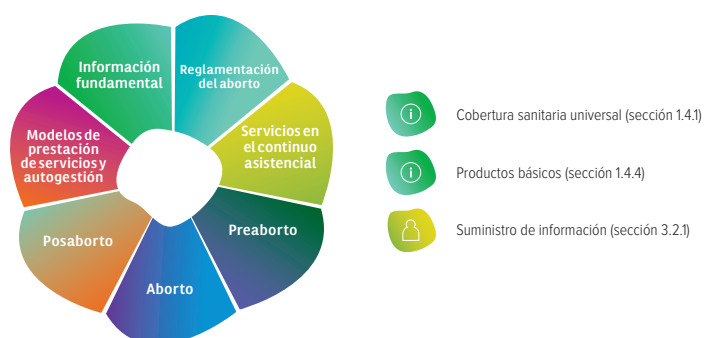 Información
fundamental
Reglamentación
del aborto
Servicios en
el continuo
asistencial
Preaborto
Aborto
Posaborto
Modelos de
prestación
de servicios y
autogestión
Cobertura sanitaria universal (sección 1.4.1)
Productos básicos (sección 1.4.4)
Suministro de información (sección 3.2.1)